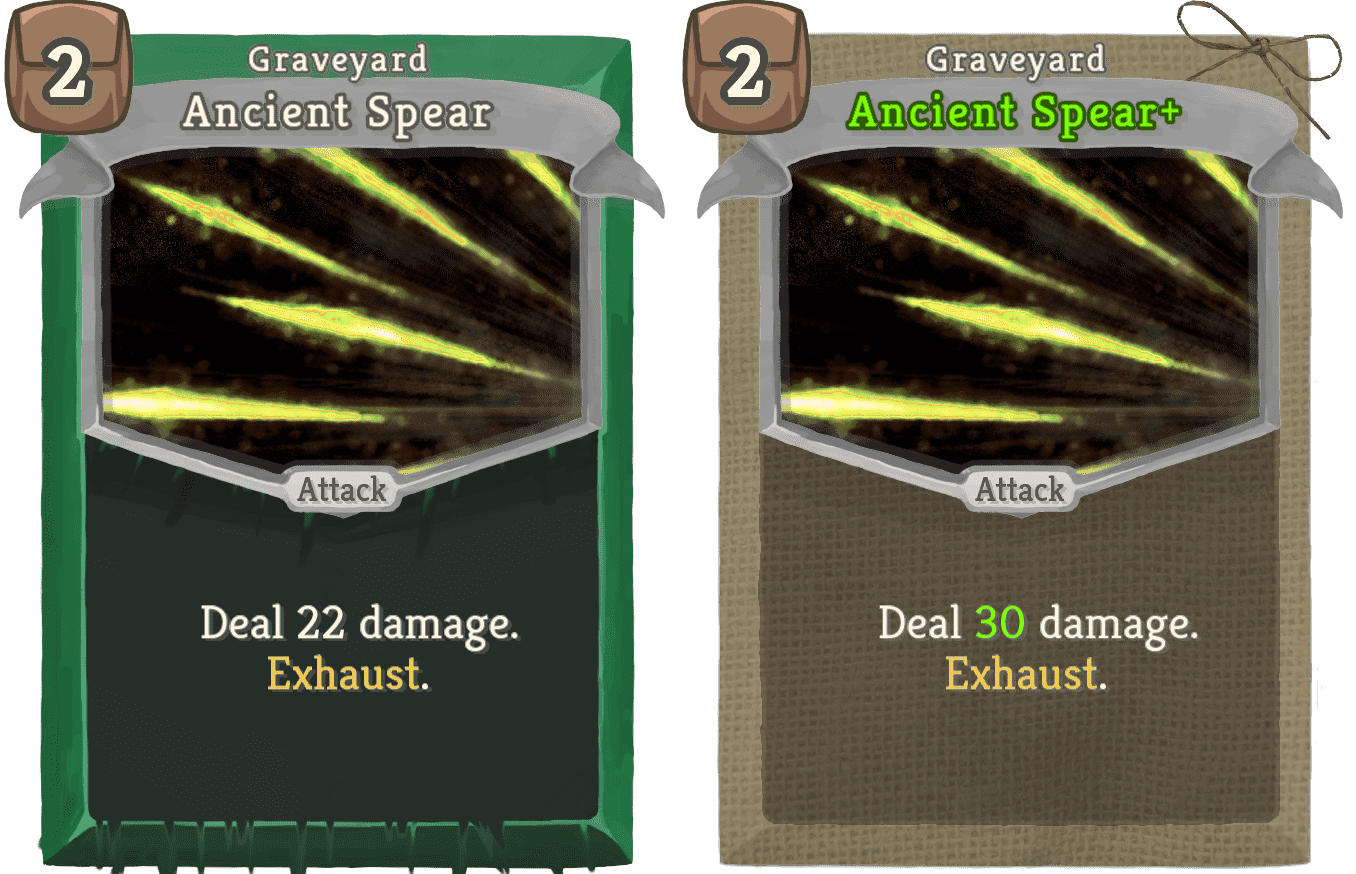 2
Graveyard
Ancient Spear
Attack
Deal 22 damage.
Exhaust.
2
Graveyard
Ancient Spear+
Attack
Deal 30 damage.
Exhaust.